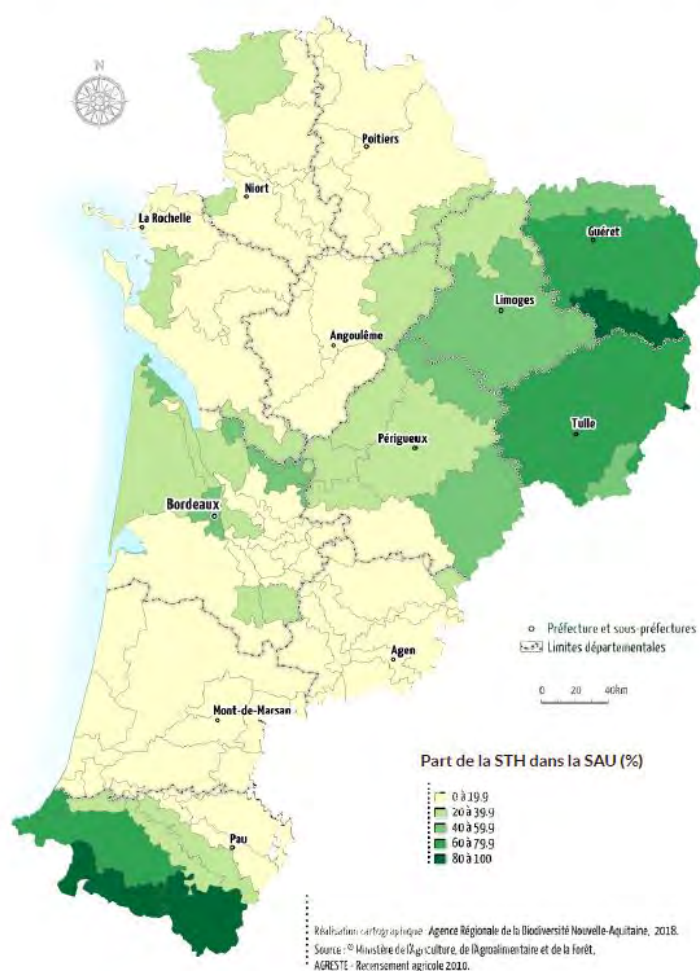 N
Poitiers
Niort
La Rochelle
Guéret
Limoges
Angoulême
Périgueux
Tulle
Bordeaux
Préfecture et sous-préfectures
Limites départementales
Agen
0 20 40km
Mont-de-Marsan
Part de la STH dans la SAU (%)
0 à 19.9
20 à 39.9
40 à 59.9
60 à 79.9
80 à 100
Pau
Réalisation cartographique Agence Régionale de la Biodiversité Nouvelle-Aquitaine, 2018.
Source : © Ministère de l'Agriculture, de l'Agroalimentaire et de la Forêt,
AGRESTE - Recensement agricole 2010.